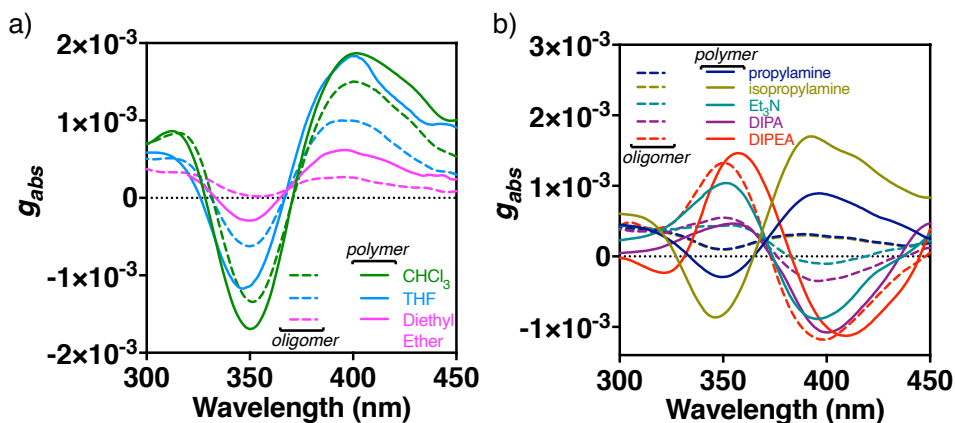 a)
2×10⁻³
1×10⁻³
0
-1×10⁻³
-2×10⁻³
g_abs
300 350 400 450
Wavelength (nm)
polymer
CHCl₃
THF
Diethyl
Ether
oligomer
b)
3×10⁻³
2×10⁻³
1×10⁻³
0
-1×10⁻³
g_abs
300 350 400 450
Wavelength (nm)
polymer
propylamine
isopropylamine
Et₃N
DIPA
DIPEA
oligomer